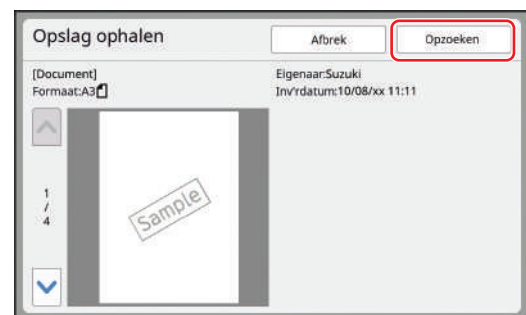 Opslag ophalen
Afbrek
Opzoeken
[Document]
Formaat:A3
Eigenaar:Suzuki
Inv'rdatum:10/08/xx 11:11
1
/
4
Sample